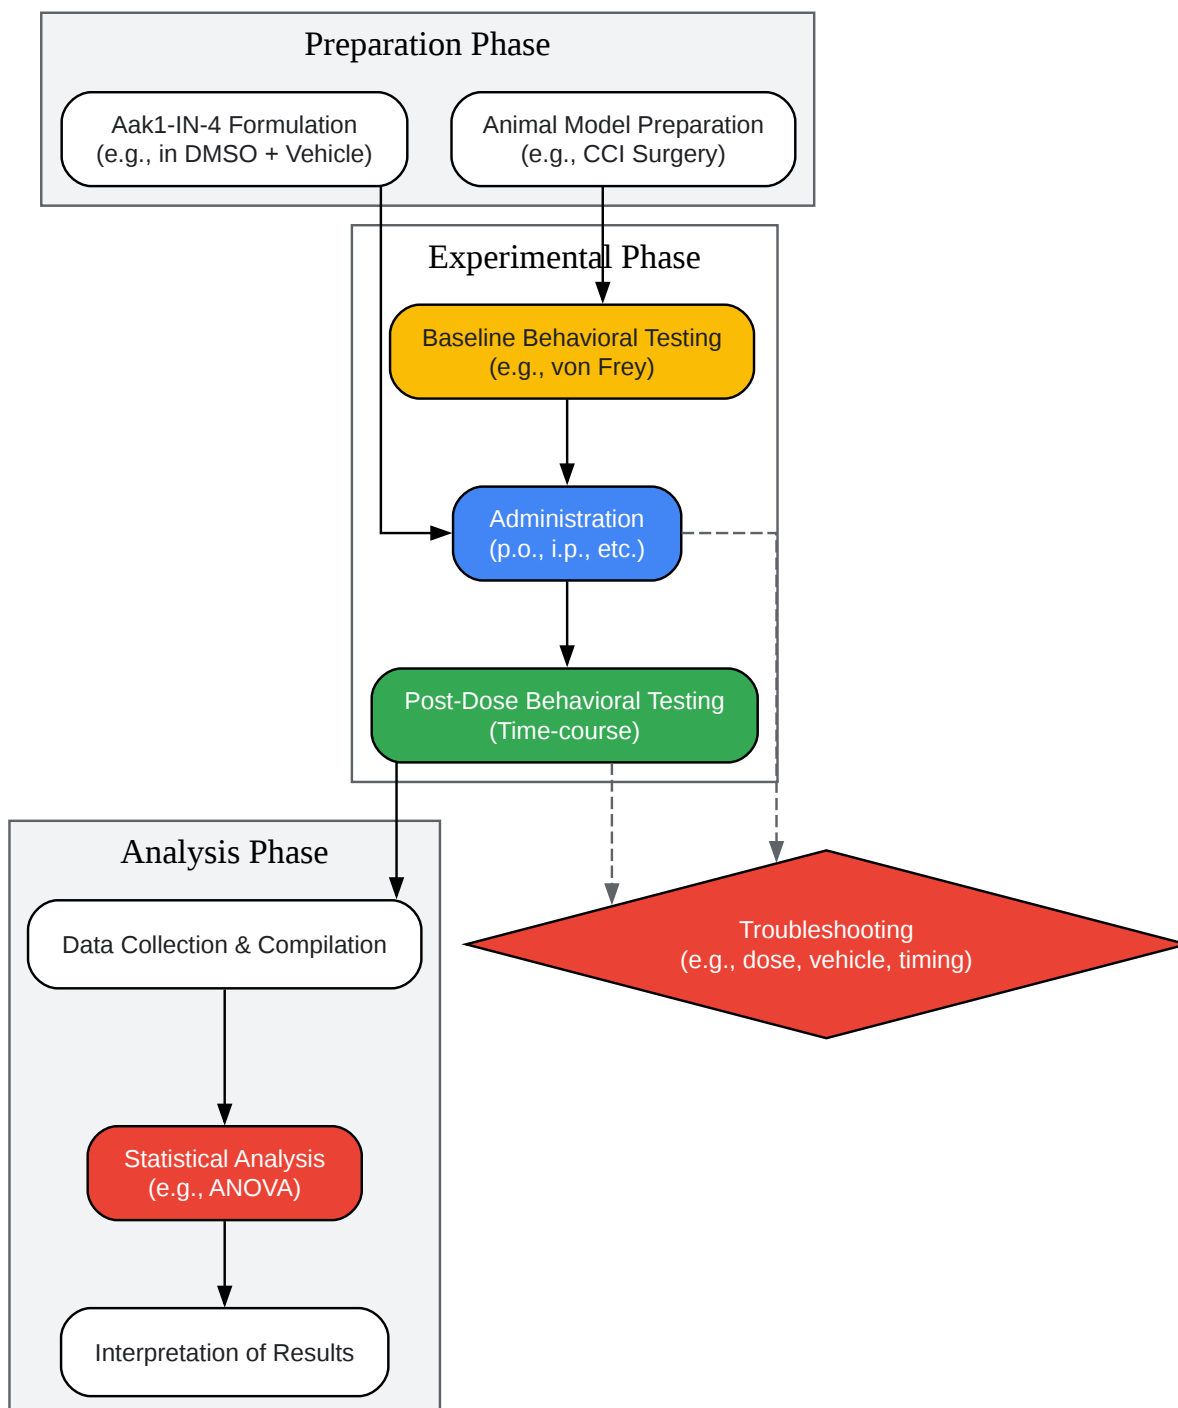 Preparation Phase
Aak1-IN-4 Formulation
(e.g., in DMSO + Vehicle)
Animal Model Preparation
(e.g., CCI Surgery)
Experimental Phase
Baseline Behavioral Testing
(e.g., von Frey)
Administration
(p.o., i.p., etc.)
Post-Dose Behavioral Testing
(Time-course)
Analysis Phase
Data Collection & Compilation
Troubleshooting
(e.g., dose, vehicle, timing)
Statistical Analysis
(e.g., ANOVA)
Interpretation of Results